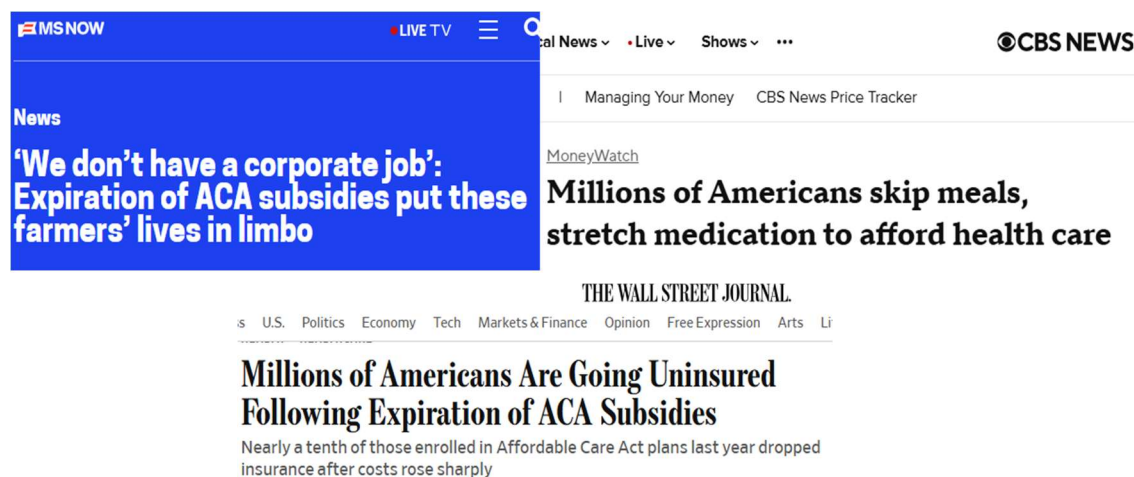 MS NOW
LIVE TV
News
‘We don’t have a corporate job’:
Expiration of ACA subsidies put these
farmers’ lives in limbo
News
Live
Shows
CBS NEWS
Managing Your Money
CBS News Price Tracker
MoneyWatch
Millions of Americans skip meals,
stretch medication to afford health care
THE WALL STREET JOURNAL.
U.S. Politics Economy Tech Markets & Finance Opinion Free Expression Arts
Millions of Americans Are Going Uninsured
Following Expiration of ACA Subsidies
Nearly a tenth of those enrolled in Affordable Care Act plans last year dropped
insurance after costs rose sharply